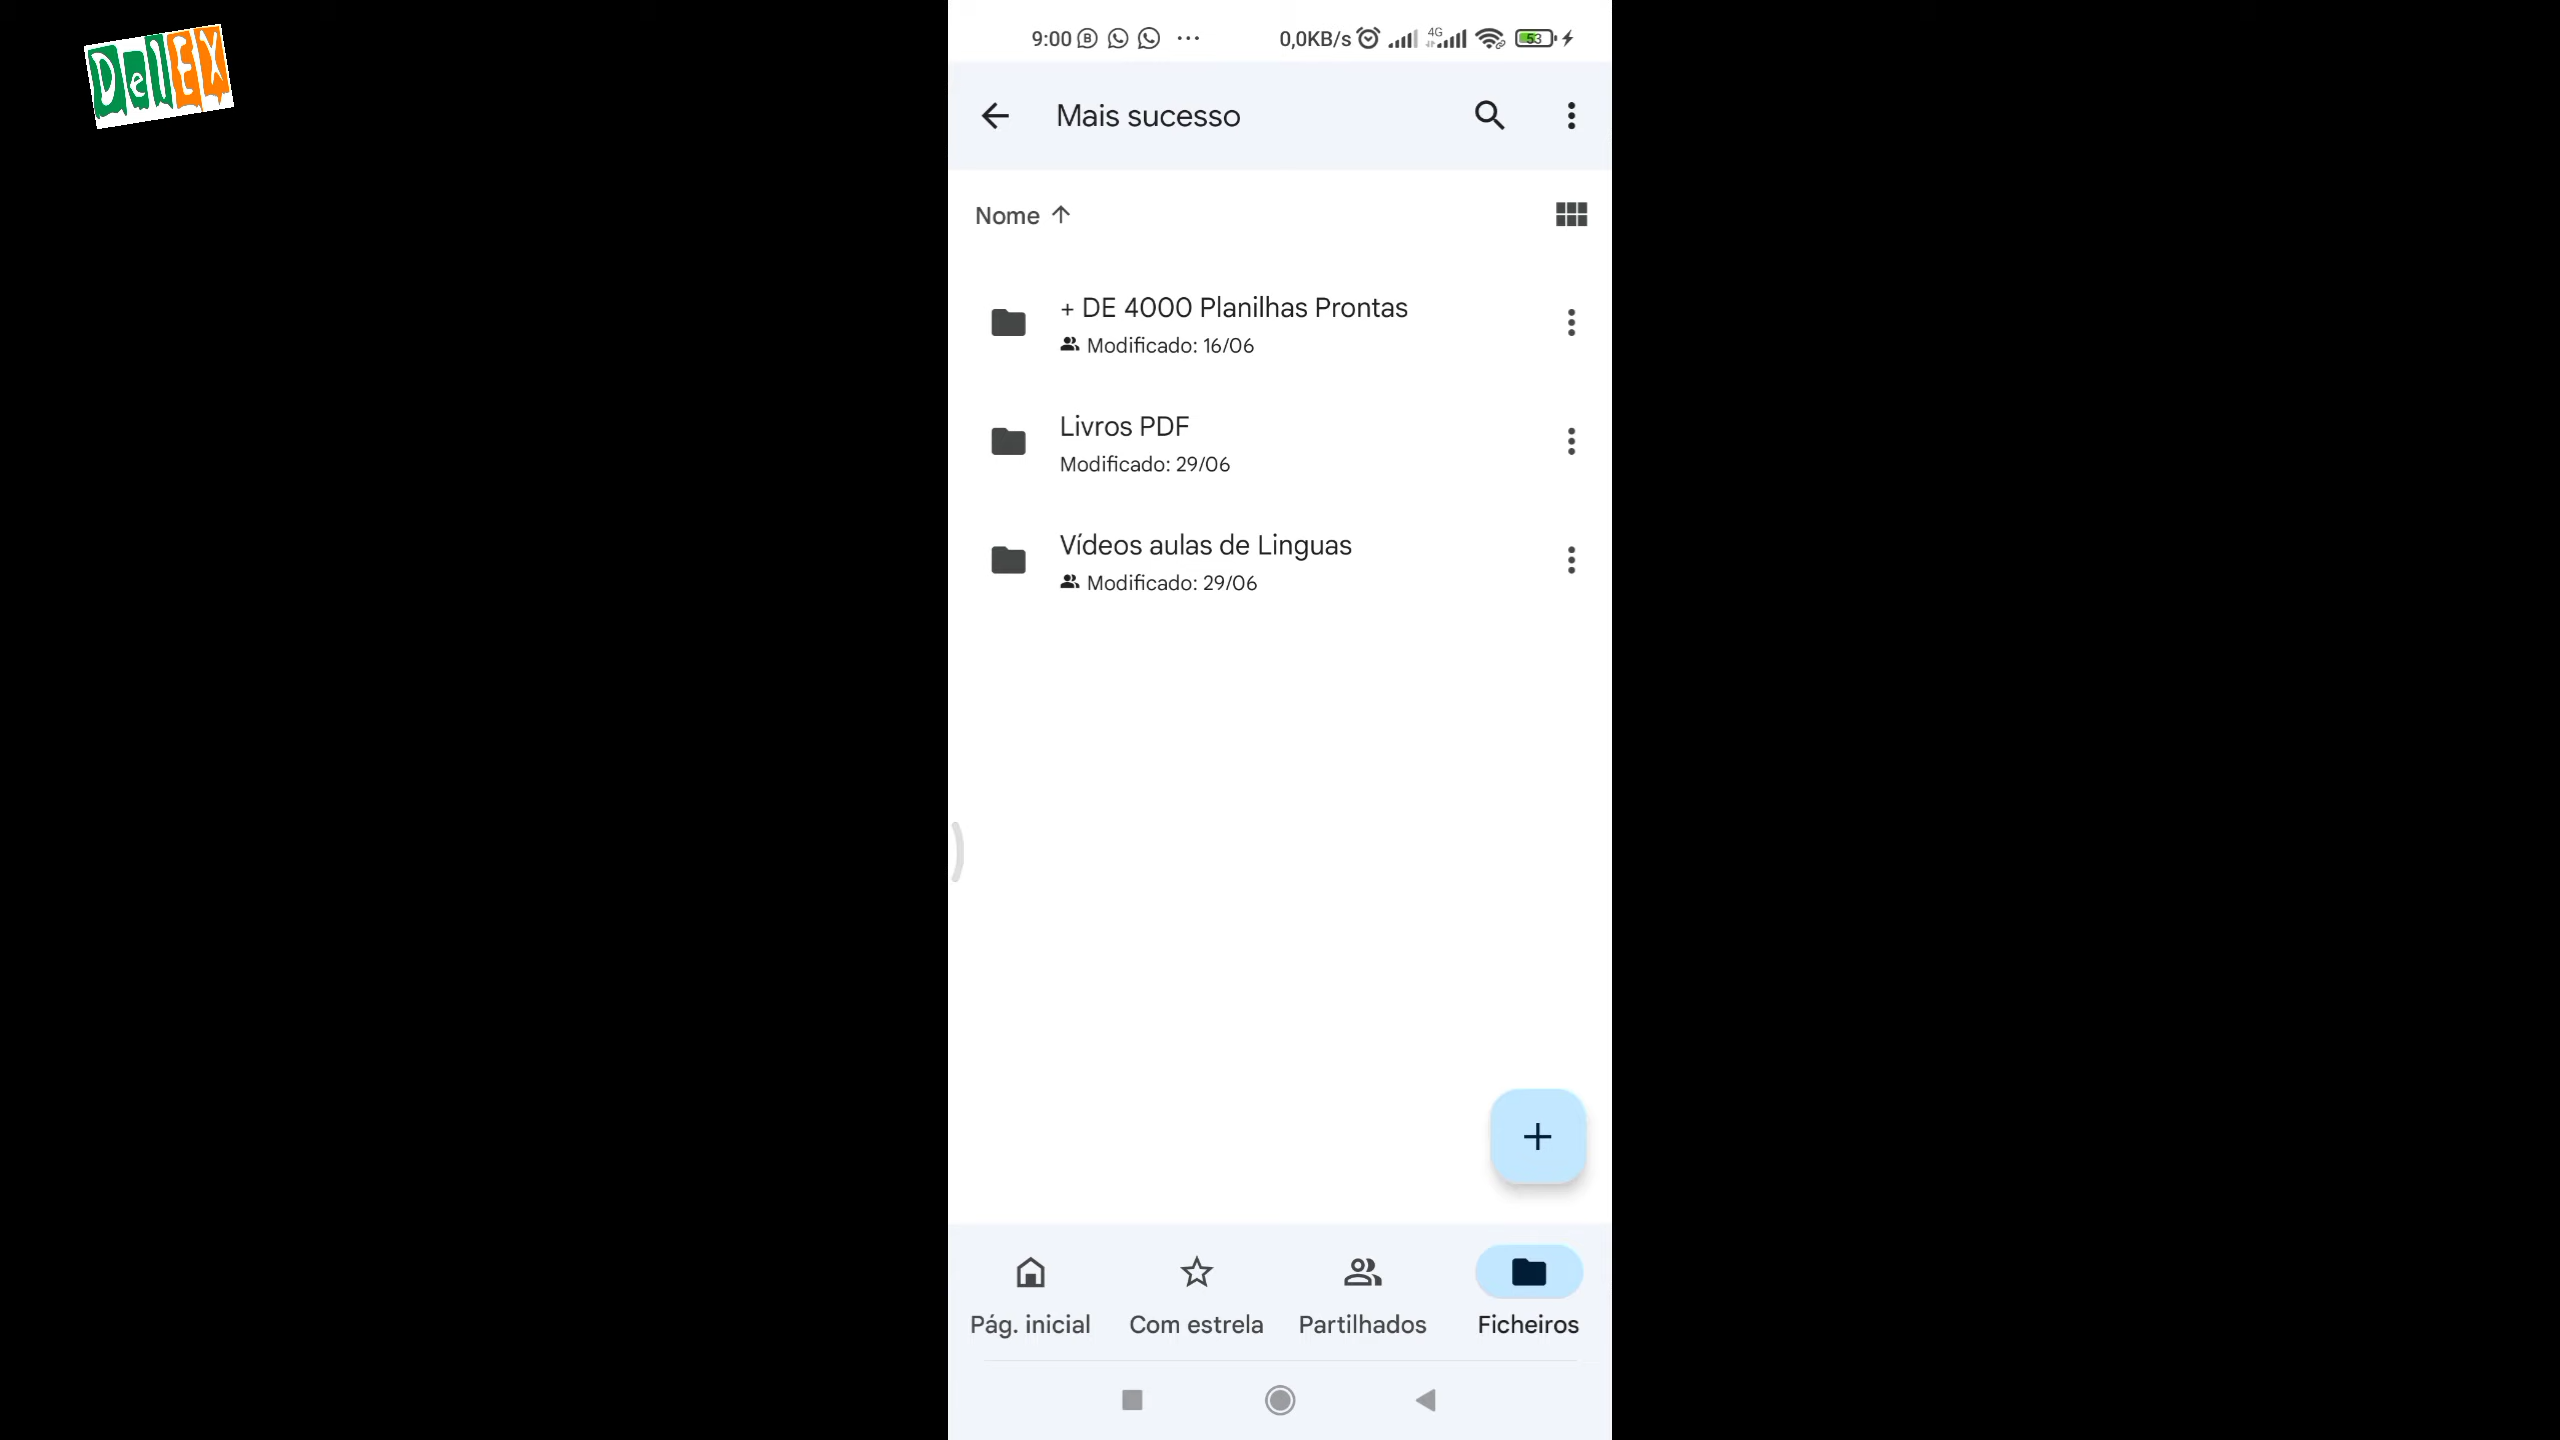 DelEX
9:00
0,0KB/s
4G
53
Mais sucesso
Nome
+ DE 4000 Planilhas Prontas
Modificado: 16/06
Livros PDF
Modificado: 29/06
Vídeos aulas de Linguas
Modificado: 29/06
Pág. inicial
Com estrela
Partilhados
Ficheiros